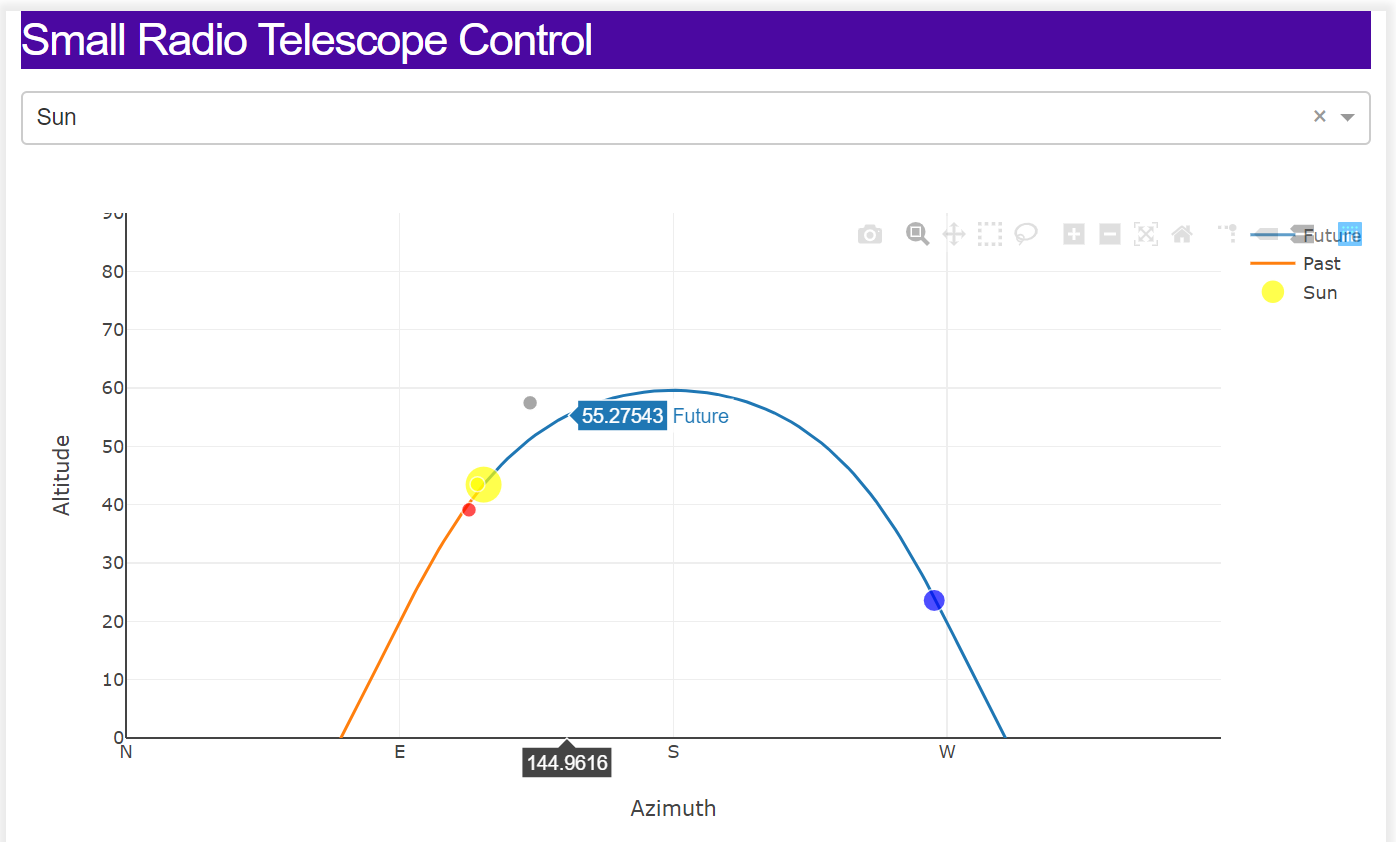 Small Radio Telescope Control
Sun
90
80
70
60
50
40
30
20
10
0
Altitude
55.27543 Future
Future
Past
Sun
N E S W
144.9616
Azimuth